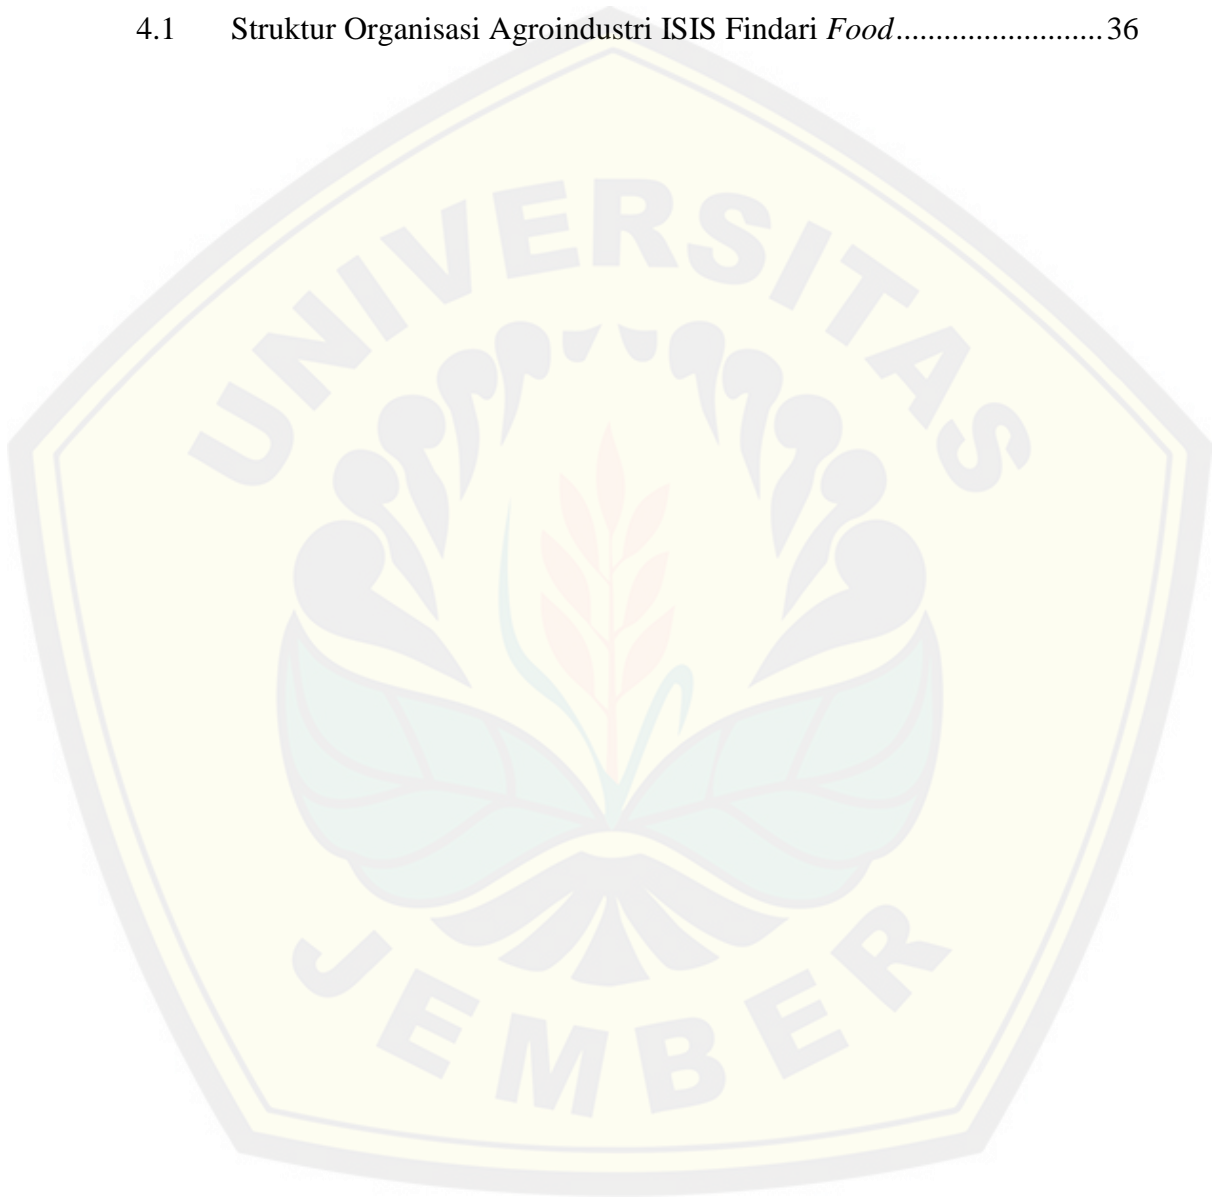 4.1 Struktur Organisasi Agroindustri ISIS Findari Food.......................... 36
UNIVERSITAS
JEMBER